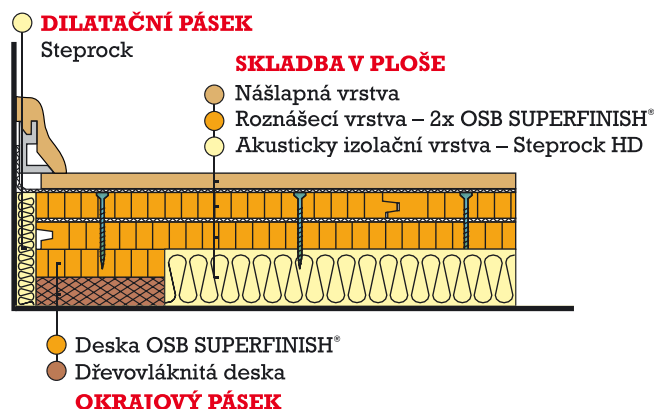 DILATAČNÍ PÁSEK
Steprock
SKLADBA V PLOŠE
Nášlapná vrstva
Roznášecí vrstva – 2x OSB SUPERFINISH®
Akusticky izolační vrstva – Steprock HD
Deska OSB SUPERFINISH®
Dřevovláknitá deska
OKRAJOVÝ PÁSEK